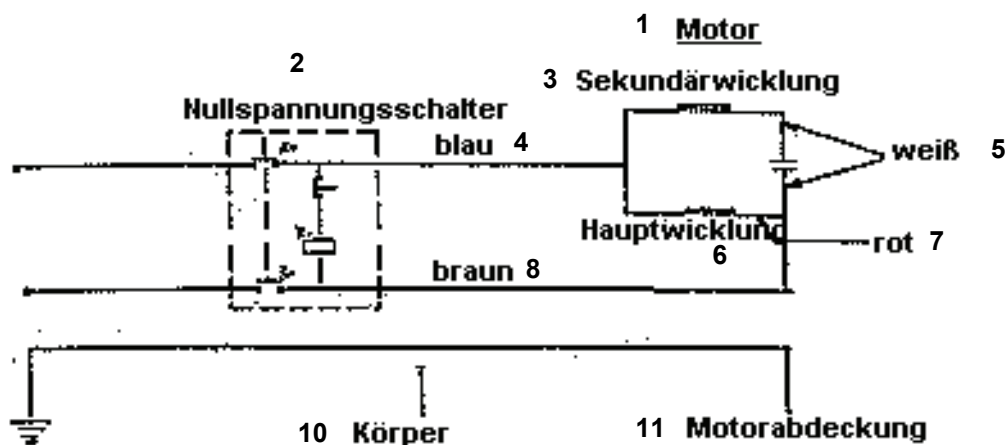 1 Motor
2
3 Sekundärwicklung
Nullspannungsschalter
blau 4
weiß 5
Hauptwicklung
6
rot 7
braun 8
10 Körper
11 Motorabdeckung